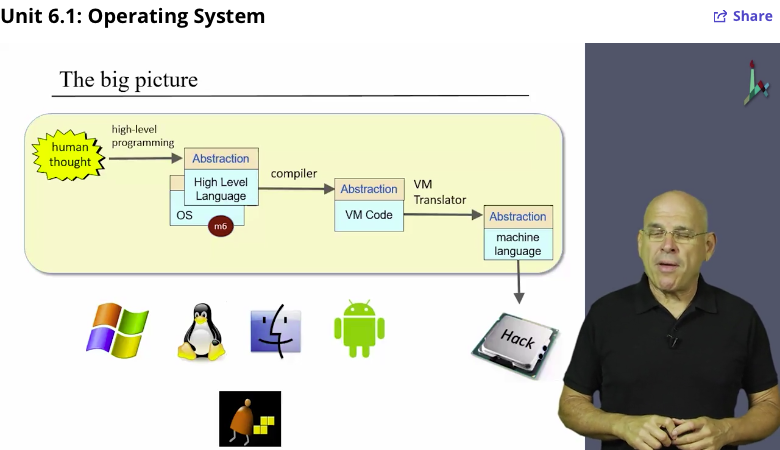 Unit 6.1: Operating System
Share
The big picture
human
thought
high-level
programming
Abstraction
High Level
Language
OS
m6
compiler
Abstraction
VM Code
VM
Translator
Abstraction
machine
language
Hack